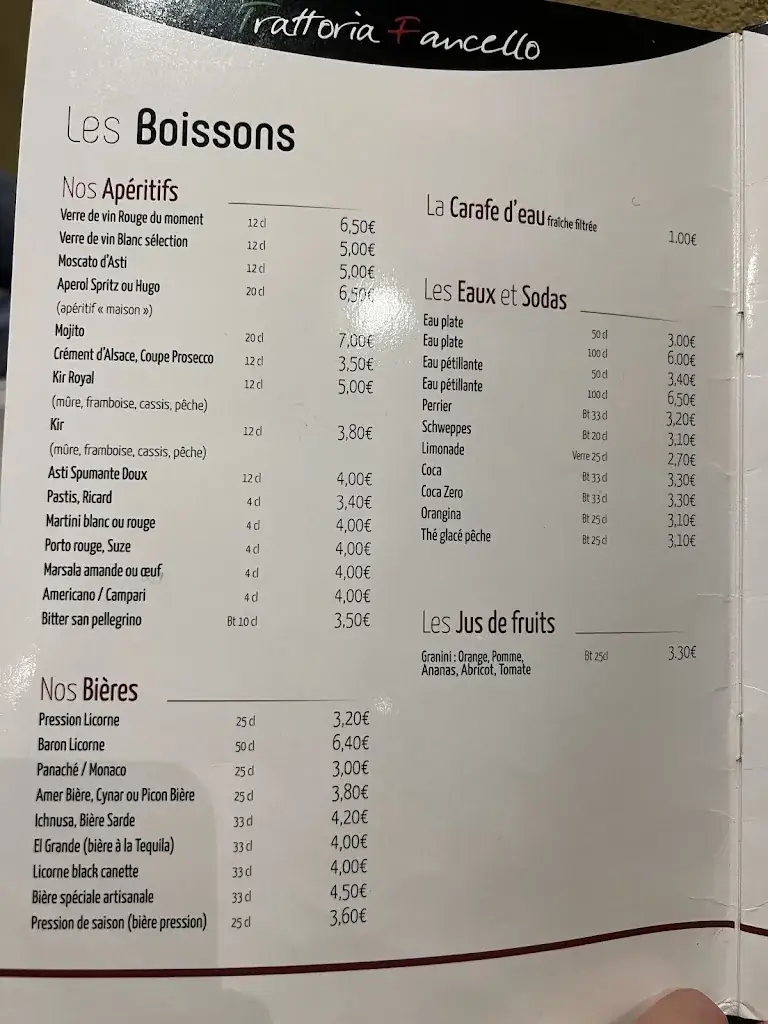 Trattoria Fancello
Les Boissons
Nos Apéritifs
Verre de vin Rouge du moment 12 cl 6,50€
Verre de vin Blanc sélection 12 cl 5,00€
Moscato d'Asti 12 cl 5,00€
Aperol Spritz ou Hugo 20 cl 6,50€
(apéritif « maison »)
Mojito 20 cl 7,00€
Crément d'Alsace, Coupe Prosecco 12 cl 3,50€
Kir Royal 12 cl 5,00€
(mûre, framboise, cassis, pêche)
Kir 12 cl 3,80€
(mûre, framboise, cassis, pêche)
Asti Spumante Doux 12 cl 4,00€
Pastis, Ricard 4 cl 3,40€
Martini blanc ou rouge 4 cl 4,00€
Porto rouge, Suze 4 cl 4,00€
Marsala amande ou œuf, 4 cl 4,00€
Americano / Campari 4 cl 4,00€
Bitter san pellegrino Bt 10 cl 3,50€
Nos Bières
Pression Licorne 25 cl 3,20€
Baron Licorne 50 cl 6,40€
Panaché / Monaco 25 cl 3,00€
Amer Bière, Cynar ou Picon Bière 25 cl 3,80€
Ichnusa, Bière Sarde 33 cl 4,20€
El Grande (bière à la Tequila) 33 cl 4,00€
Licorne black canette 33 cl 4,00€
Bière spéciale artisanale 33 cl 4,50€
Pression de saison (bière pression) 25 cl 3,60€
La Carafe d'eau fraîche filtrée 1.00€
Les Eaux et Sodas
Eau plate 50 cl 3.00€
Eau plate 100 cl 6.00€
Eau pétillante 50 cl 3,40€
Eau pétillante 100 cl 6,50€
Perrier Bt 33 cl 3,20€
Schweppes Bt 20 cl 3,10€
Limonade Verre 25 cl 2,70€
Coca Bt 33 cl 3,30€
Coca Zero Bt 33 cl 3,30€
Orangina Bt 25 cl 3,10€
Thé glacé pêche Bt 25 cl 3,10€
Les Jus de fruits
Granini : Orange, Pomme, Bt 25cl 3.30€
Ananas, Abricot, Tomate